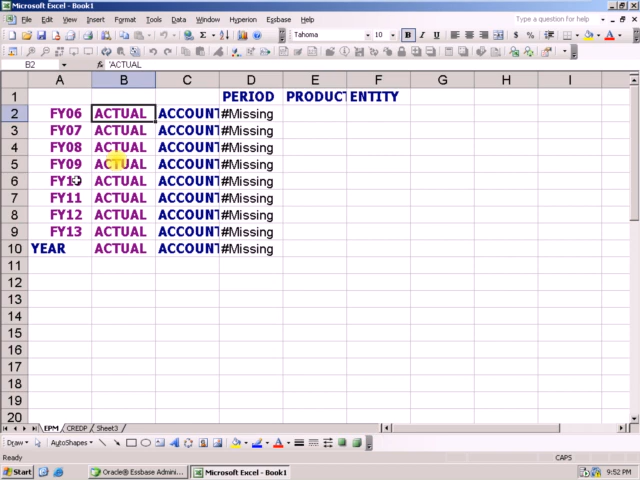 Microsoft Excel - Book1
File Edit View Insert Format Tools Data Window Hyperion Essbase Help Type a question for help
Tahoma 10 B I U $ %
B2 fx 'ACTUAL
A B C D E F G H I
1 PERIOD PRODUCT ENTITY
2 FY06 ACTUAL ACCOUNT #Missing
3 FY07 ACTUAL ACCOUNT #Missing
4 FY08 ACTUAL ACCOUNT #Missing
5 FY09 ACTUAL ACCOUNT #Missing
6 FY10 ACTUAL ACCOUNT #Missing
7 FY11 ACTUAL ACCOUNT #Missing
8 FY12 ACTUAL ACCOUNT #Missing
9 FY13 ACTUAL ACCOUNT #Missing
10 YEAR ACTUAL ACCOUNT #Missing
11
12
13
14
15
16
17
18
19
20
EPM CREDP Sheet3
Draw AutoShapes
Ready CAPS
Start Oracle® Essbase Admini... Microsoft Excel - Book1 9:52 PM